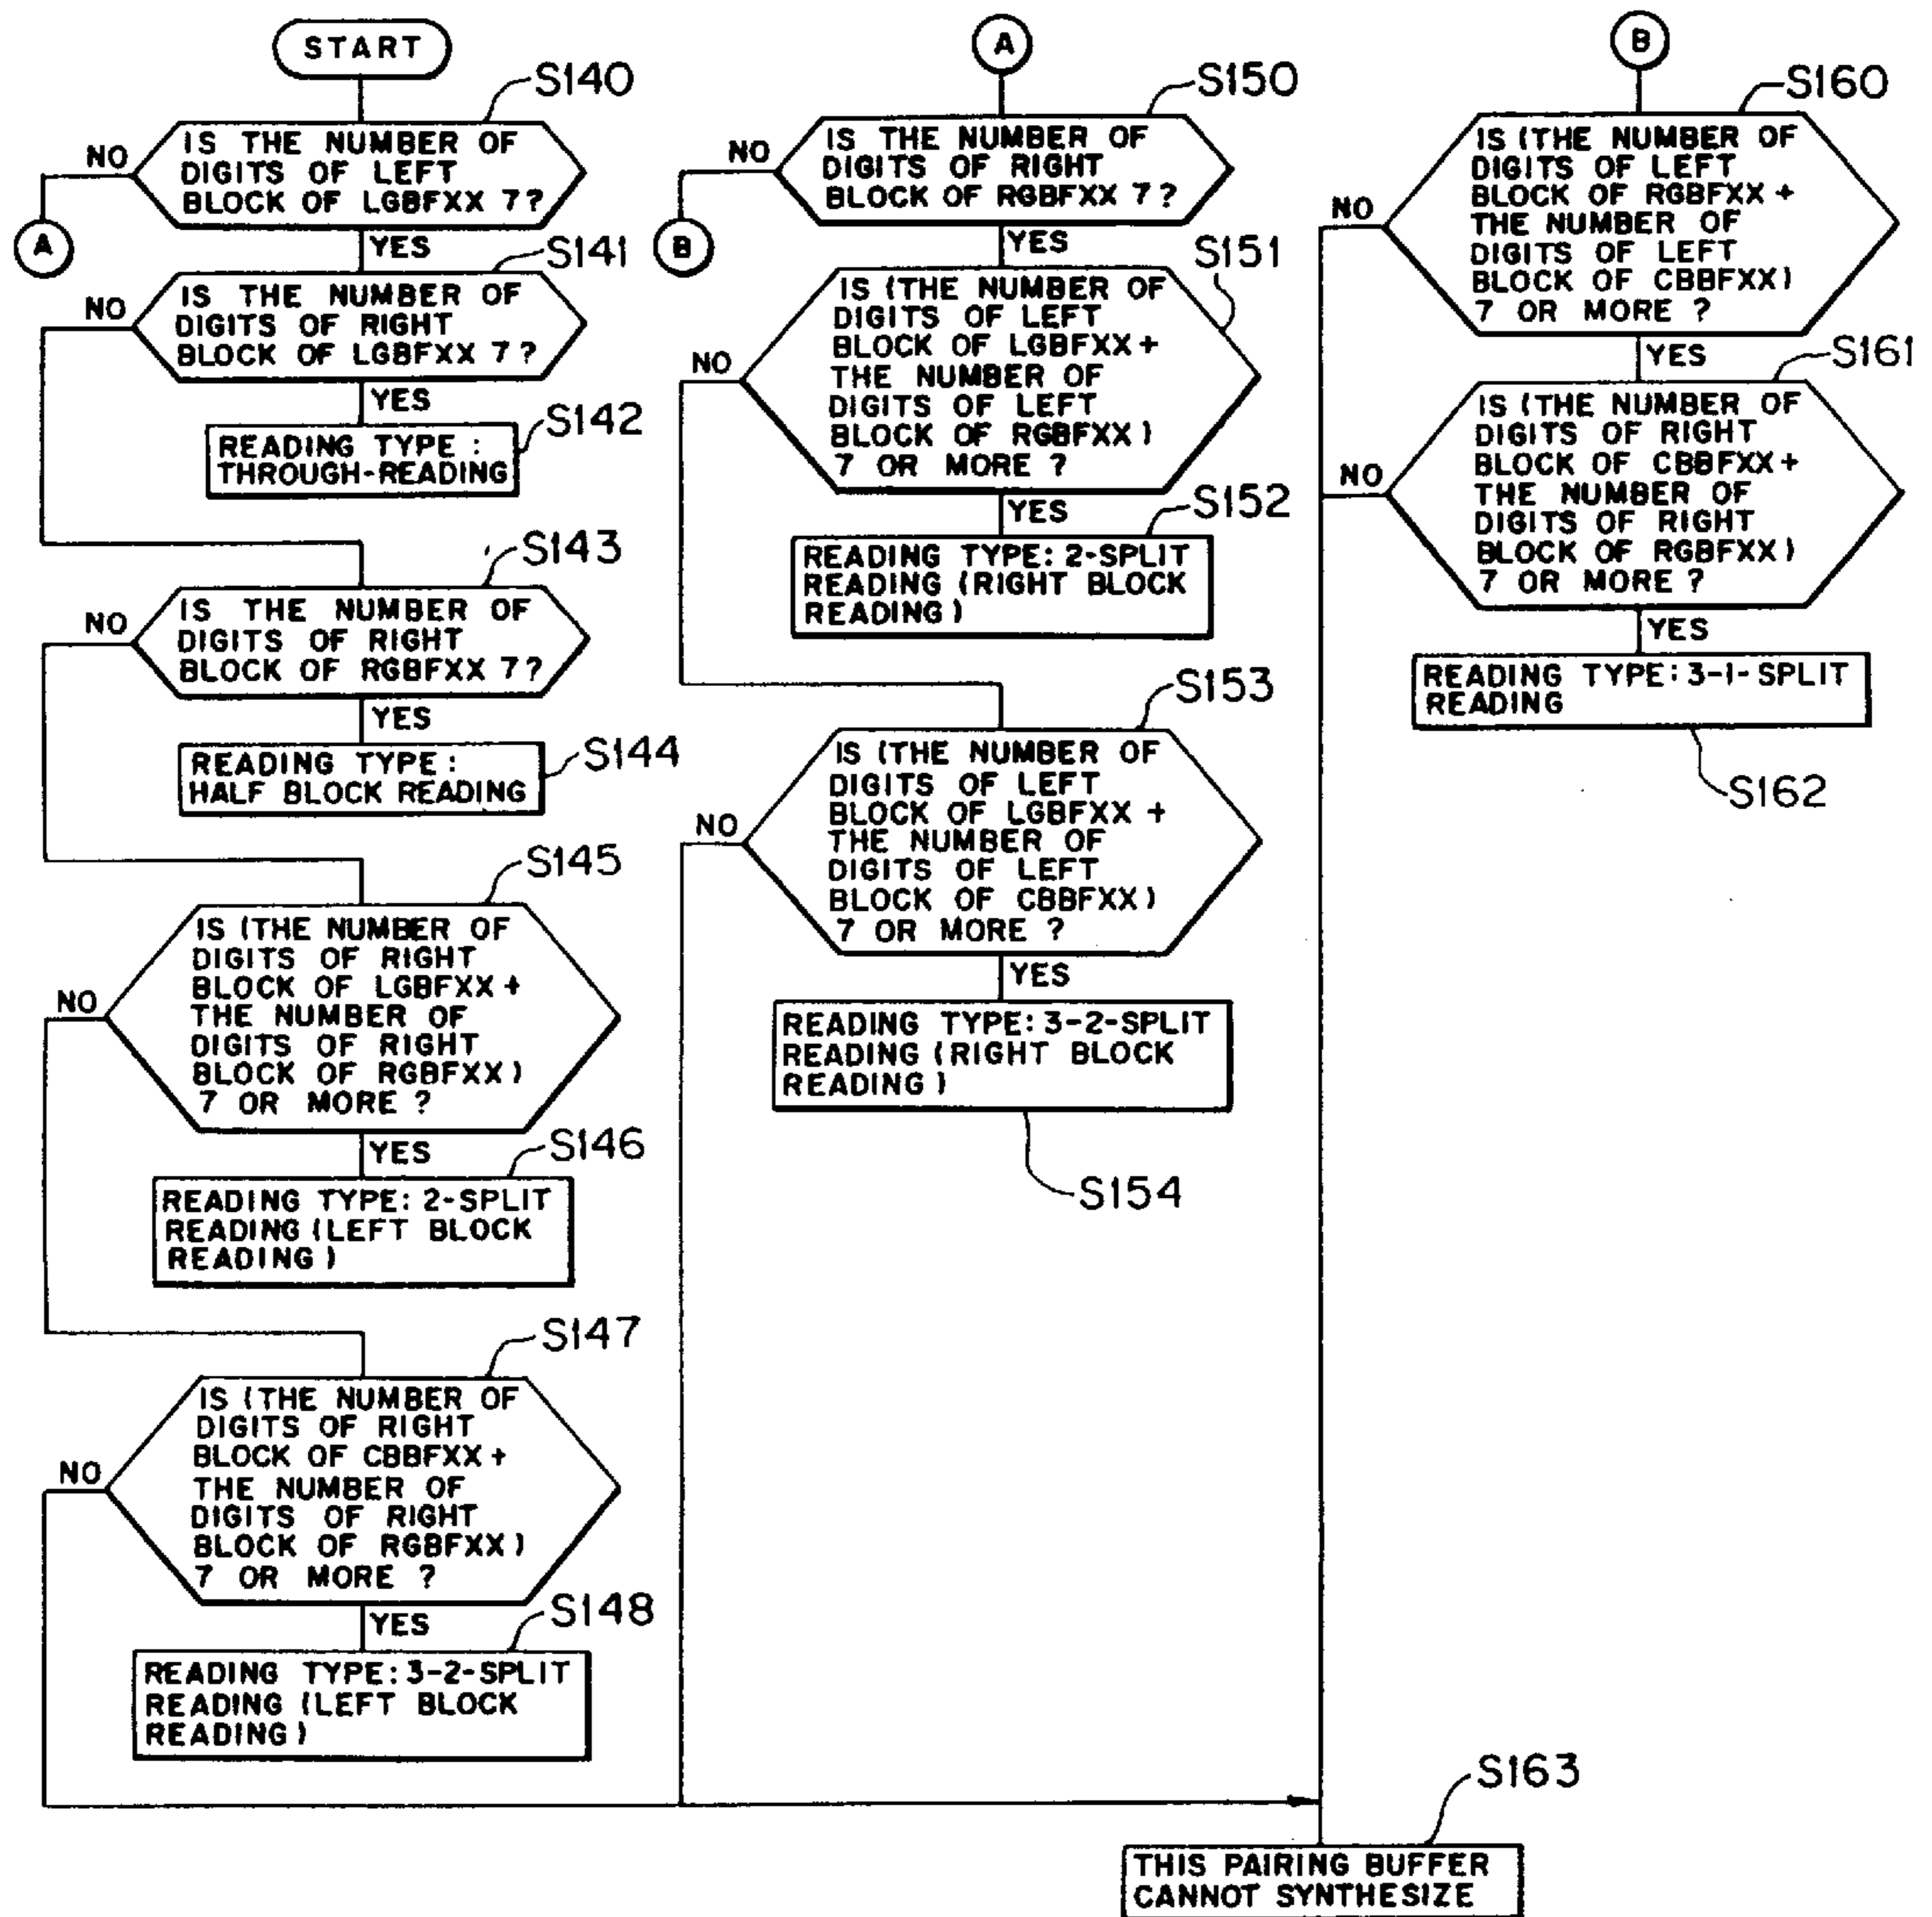 START
S140
IS THE NUMBER OF
DIGITS OF LEFT
BLOCK OF LGBFXX 7?
NO
A
YES
S141
IS THE NUMBER OF
DIGITS OF RIGHT
BLOCK OF LGBFXX 7?
NO
YES
S142
READING TYPE :
THROUGH-READING
S143
IS THE NUMBER OF
DIGITS OF RIGHT
BLOCK OF RGBFXX 7?
NO
YES
S144
READING TYPE :
HALF BLOCK READING
S145
IS (THE NUMBER OF
DIGITS OF RIGHT
BLOCK OF LGBFXX +
THE NUMBER OF
DIGITS OF RIGHT
BLOCK OF RGBFXX)
7 OR MORE ?
NO
YES
S146
READING TYPE: 2-SPLIT
READING (LEFT BLOCK
READING )
S147
IS (THE NUMBER OF
DIGITS OF RIGHT
BLOCK OF CBBFXX +
THE NUMBER OF
DIGITS OF RIGHT
BLOCK OF RGBFXX)
7 OR MORE ?
NO
YES
S148
READING TYPE: 3-2-SPLIT
READING (LEFT BLOCK
READING )
A
S150
IS THE NUMBER OF
DIGITS OF RIGHT
BLOCK OF RGBFXX 7?
NO
B
YES
S151
IS (THE NUMBER OF
DIGITS OF LEFT
BLOCK OF LGBFXX +
THE NUMBER OF
DIGITS OF LEFT
BLOCK OF RGBFXX)
7 OR MORE ?
NO
YES
S152
READING TYPE: 2-SPLIT
READING (RIGHT BLOCK
READING )
S153
IS (THE NUMBER OF
DIGITS OF LEFT
BLOCK OF LGBFXX +
THE NUMBER OF
DIGITS OF LEFT
BLOCK OF CBBFXX)
7 OR MORE ?
NO
YES
READING TYPE: 3-2-SPLIT
READING (RIGHT BLOCK
READING )
S154
B
S160
IS (THE NUMBER OF
DIGITS OF LEFT
BLOCK OF RGBFXX +
THE NUMBER OF
DIGITS OF LEFT
BLOCK OF CBBFXX)
7 OR MORE ?
NO
YES
S161
IS (THE NUMBER OF
DIGITS OF RIGHT
BLOCK OF CBBFXX +
THE NUMBER OF
DIGITS OF RIGHT
BLOCK OF RGBFXX)
7 OR MORE ?
NO
YES
READING TYPE: 3-1-SPLIT
READING
S162
S163
THIS PAIRING BUFFER
CANNOT SYNTHESIZE